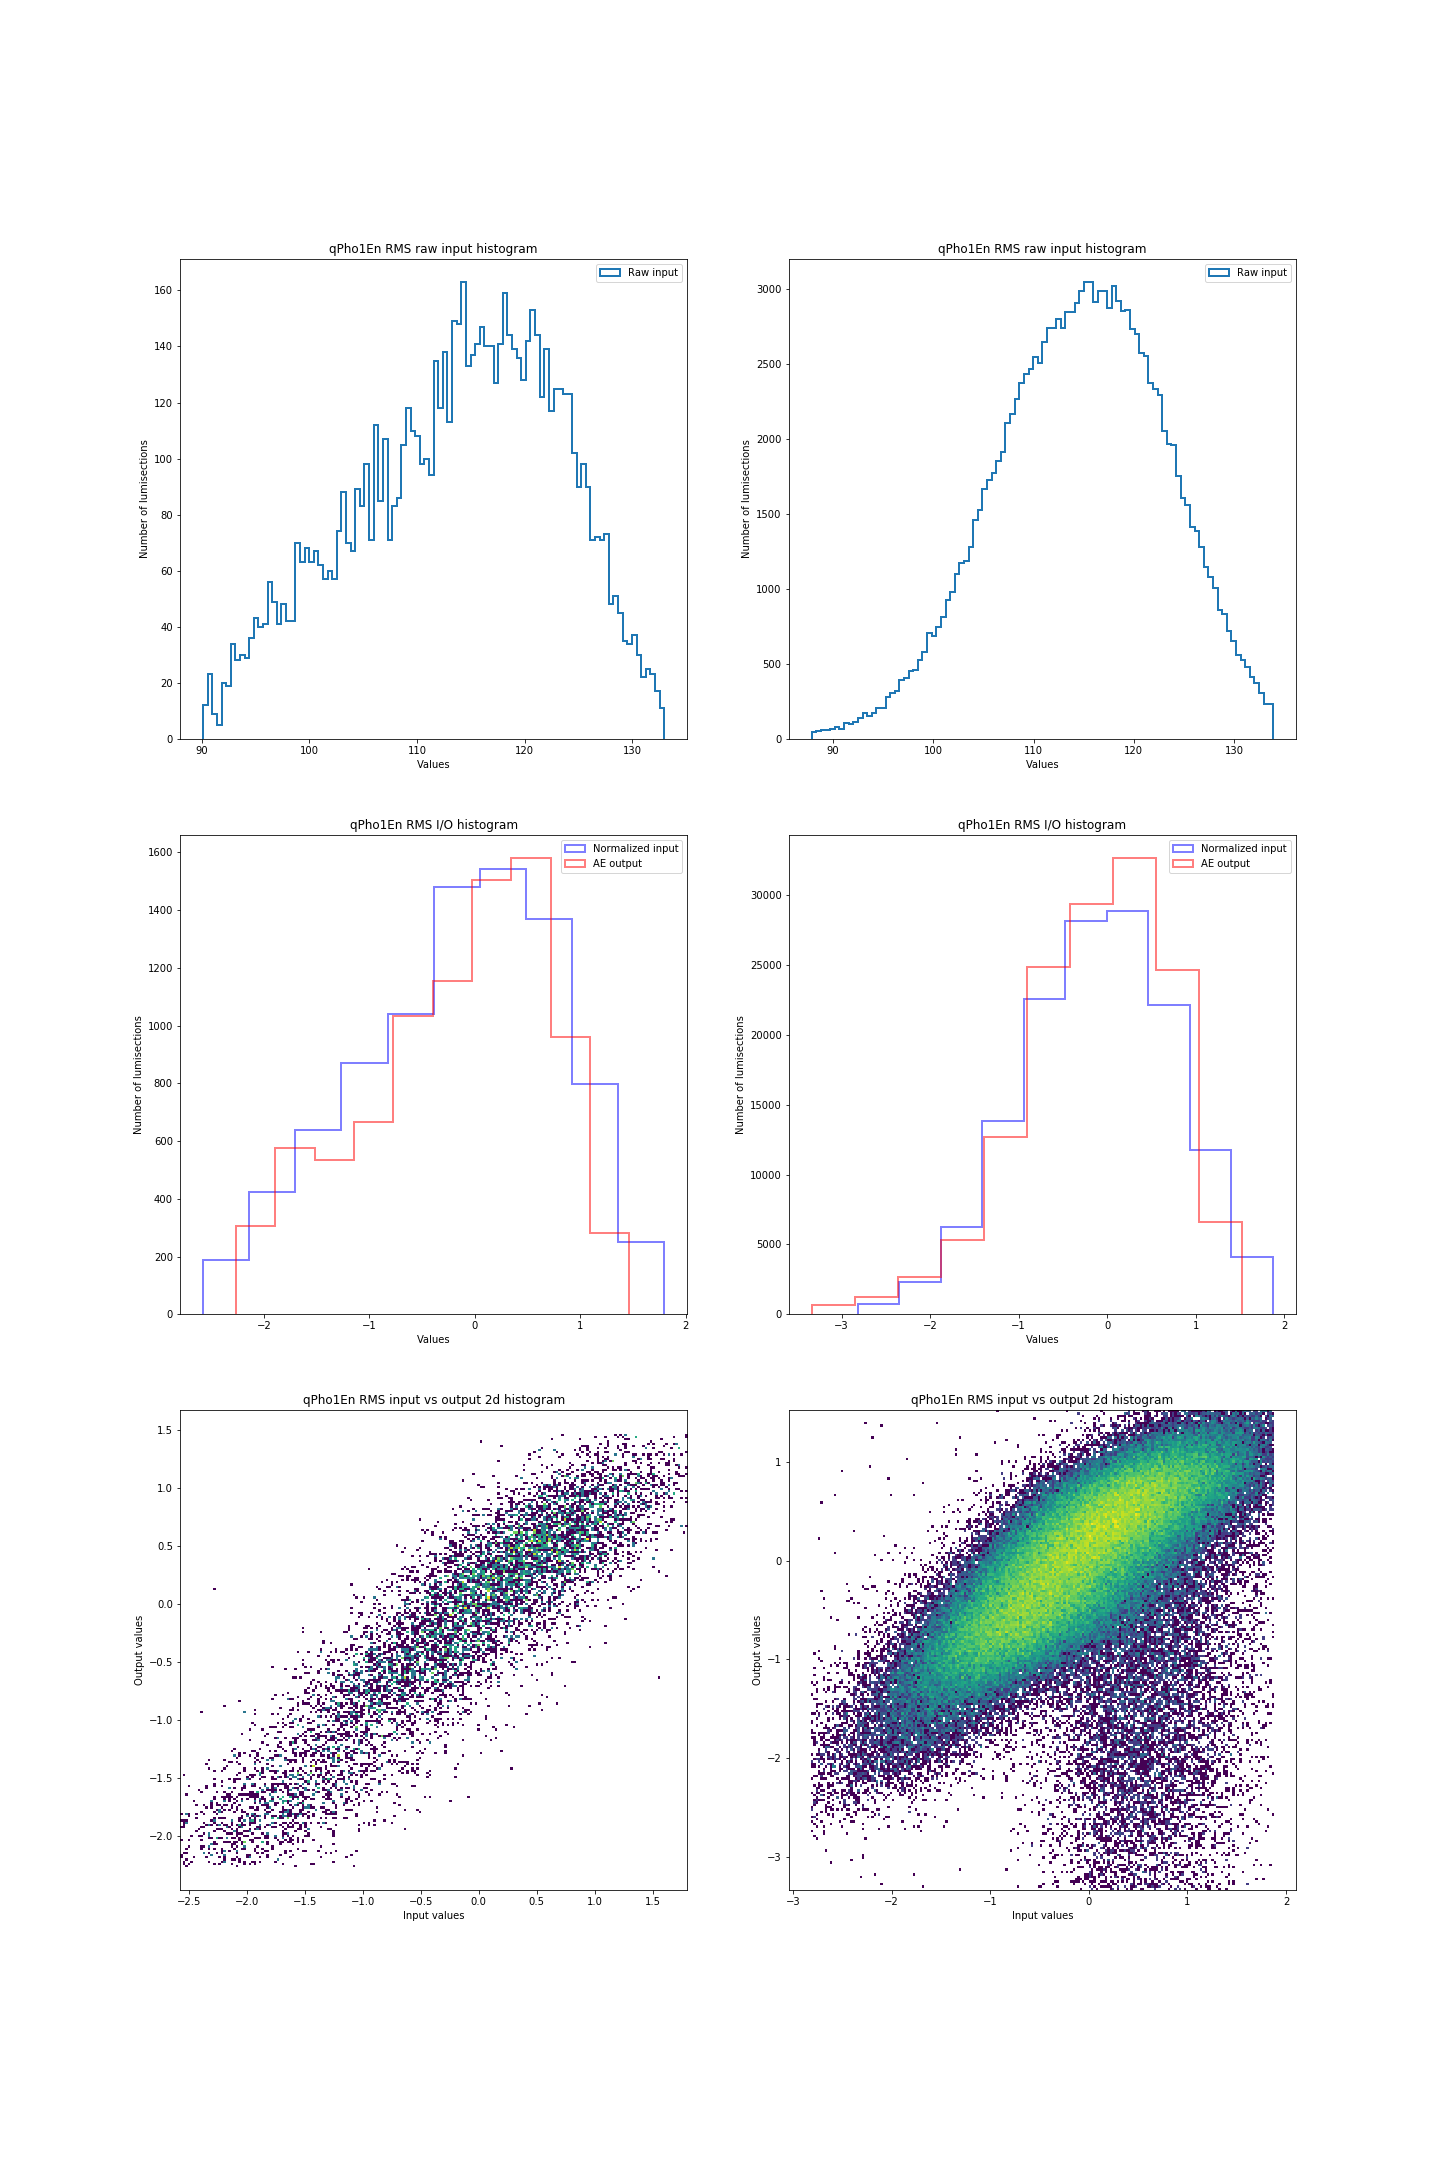 qPho1En RMS raw input histogram
Raw input
160
140
120
100
80
60
40
20
0
Number of lumisections
90 100 110 120 130
Values
qPho1En RMS raw input histogram
Raw input
3000
2500
2000
1500
1000
500
0
Number of lumisections
90 100 110 120 130
Values
qPho1En RMS I/O histogram
Normalized input
AE output
1600
1400
1200
1000
800
600
400
200
0
Number of lumisections
−2 −1 0 1 2
Values
qPho1En RMS I/O histogram
Normalized input
AE output
30000
25000
20000
15000
10000
5000
0
Number of lumisections
−3 −2 −1 0 1 2
Values
qPho1En RMS input vs output 2d histogram
1.5
1.0
0.5
0.0
−0.5
−1.0
−1.5
−2.0
Output values
−2.5 −2.0 −1.5 −1.0 −0.5 0.0 0.5 1.0 1.5
Input values
qPho1En RMS input vs output 2d histogram
1
0
−1
−2
−3
Output values
−3 −2 −1 0 1 2
Input values